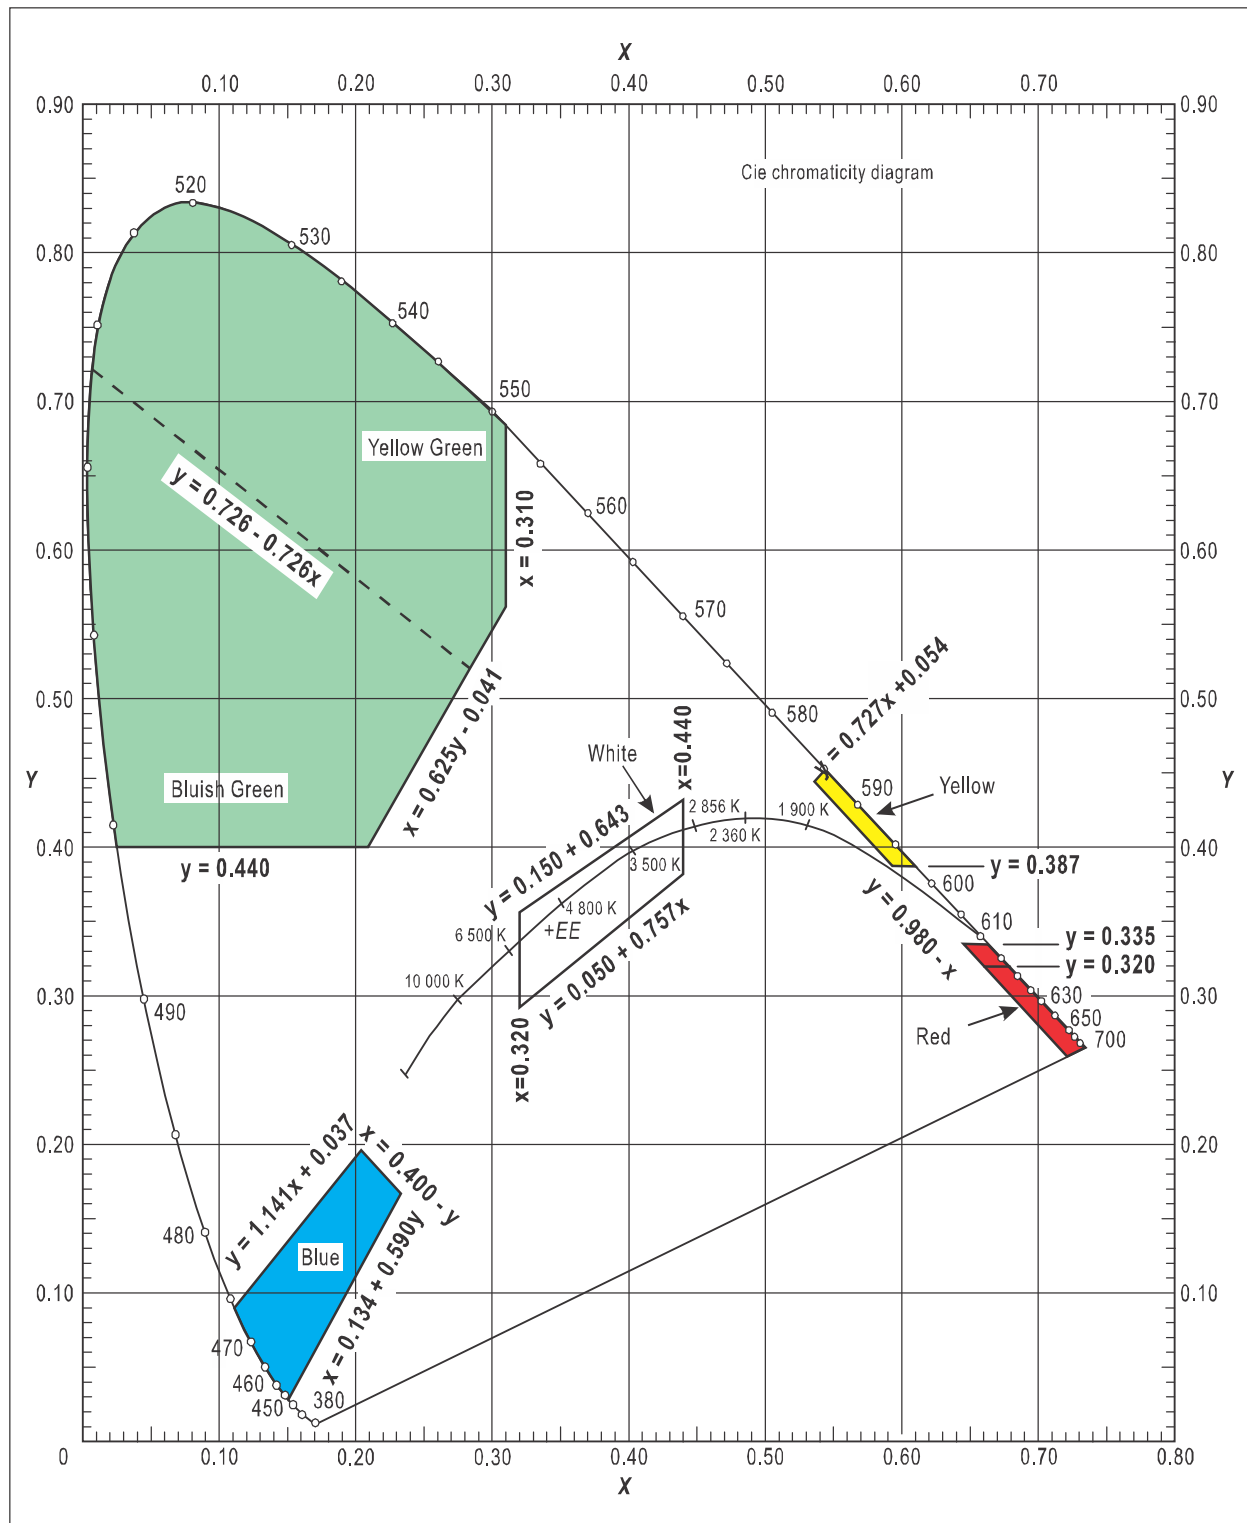 X
0.10 0.20 0.30 0.40 0.50 0.60 0.70
0.90 0.90
Cie chromaticity diagram
520
530
0.80 0.80
540
550
0.70 0.70
Yellow Green
y = 0.726 - 0.726x
x = 0.310
560
0.60 0.60
570
y = 0.727x +0.054
x = 0.625y - 0.041
0.50 0.50
580
x=0.440
White
Y Y
Bluish Green
590
Yellow
2 856 K
1 900 K
2 360 K
y = 0.150 + 0.643
0.40 0.40
y = 0.440
3 500 K
y = 0.387
600
4 800 K
+EE
6 500 K
y = 0.980 - x
610
y = 0.335
y = 0.320
y = 0.050 + 0.757x
10 000 K
0.30 0.30
490
630
650
Red
700
x=0.320
0.20 0.20
y = 1.141x + 0.037
x = 0.400 - y
480
Blue
x = 0.134 + 0.590y
0.10 0.10
470
460
450
380
0 0.10 0.20 0.30 0.40 0.50 0.60 0.70 0.80
X